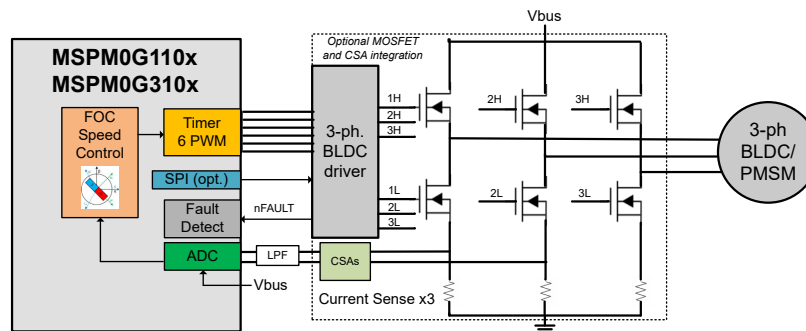 Vbus
MSPM0G110x
MSPM0G310x
Optional MOSFET
and CSA integration
FOC
Speed
Control
Timer
6 PWM
3-ph.
BLDC
driver
1H
2H
3H
2H
3H
3-ph
BLDC/
PMSM
SPI (opt.)
Fault
Detect
nFAULT
1L
2L
3L
2L
3L
ADC
LPF
CSAs
Vbus
Current Sense x3